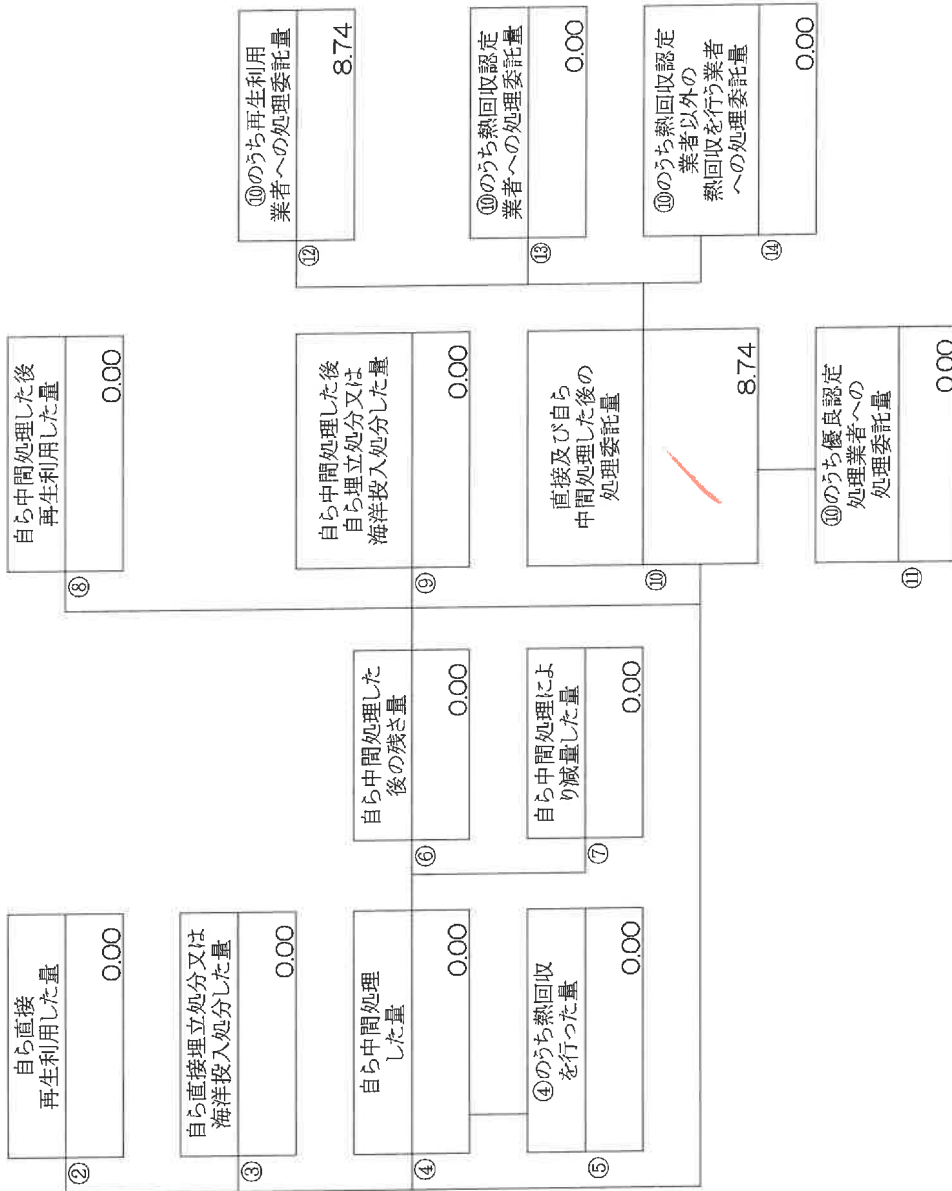 ②
自ら直接
再生利用した量
0.00
③
自ら直接埋立処分又は
海洋投入処分した量
0.00
④
自ら中間処理
した量
0.00
⑤
④のうち熱回収
を行った量
0.00
⑥
自ら中間処理した
後の残さ量
0.00
⑦
自ら中間処理によ
り減量した量
0.00
⑧
自ら中間処理した後
再生利用した量
0.00
⑨
自ら中間処理した後
自ら埋立処分又は
海洋投入処分した量
0.00
⑩
直接及び自ら
中間処理した後の
処理委託量
8.74
⑪
⑩のうち優良認定
処理業者への
処理委託量
0.00
⑫
⑩のうち再生利用
業者への処理委託量
8.74
⑬
⑩のうち熱回収認定
業者への処理委託量
0.00
⑭
⑩のうち熱回収認定
業者以外の
熱回収を行う業者
への処理委託量
0.00